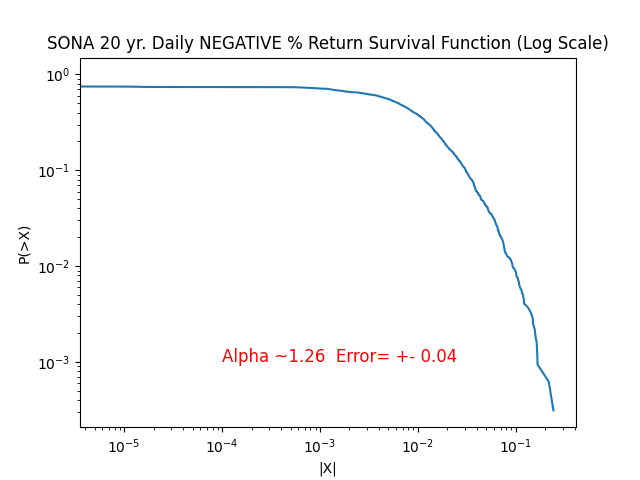 SONA 20 yr. Daily NEGATIVE % Return Survival Function (Log Scale)
10⁰
10⁻¹
10⁻²
10⁻³
P(>X)
Alpha ~1.26  Error= +- 0.04
10⁻⁵ 10⁻⁴ 10⁻³ 10⁻² 10⁻¹
|X|